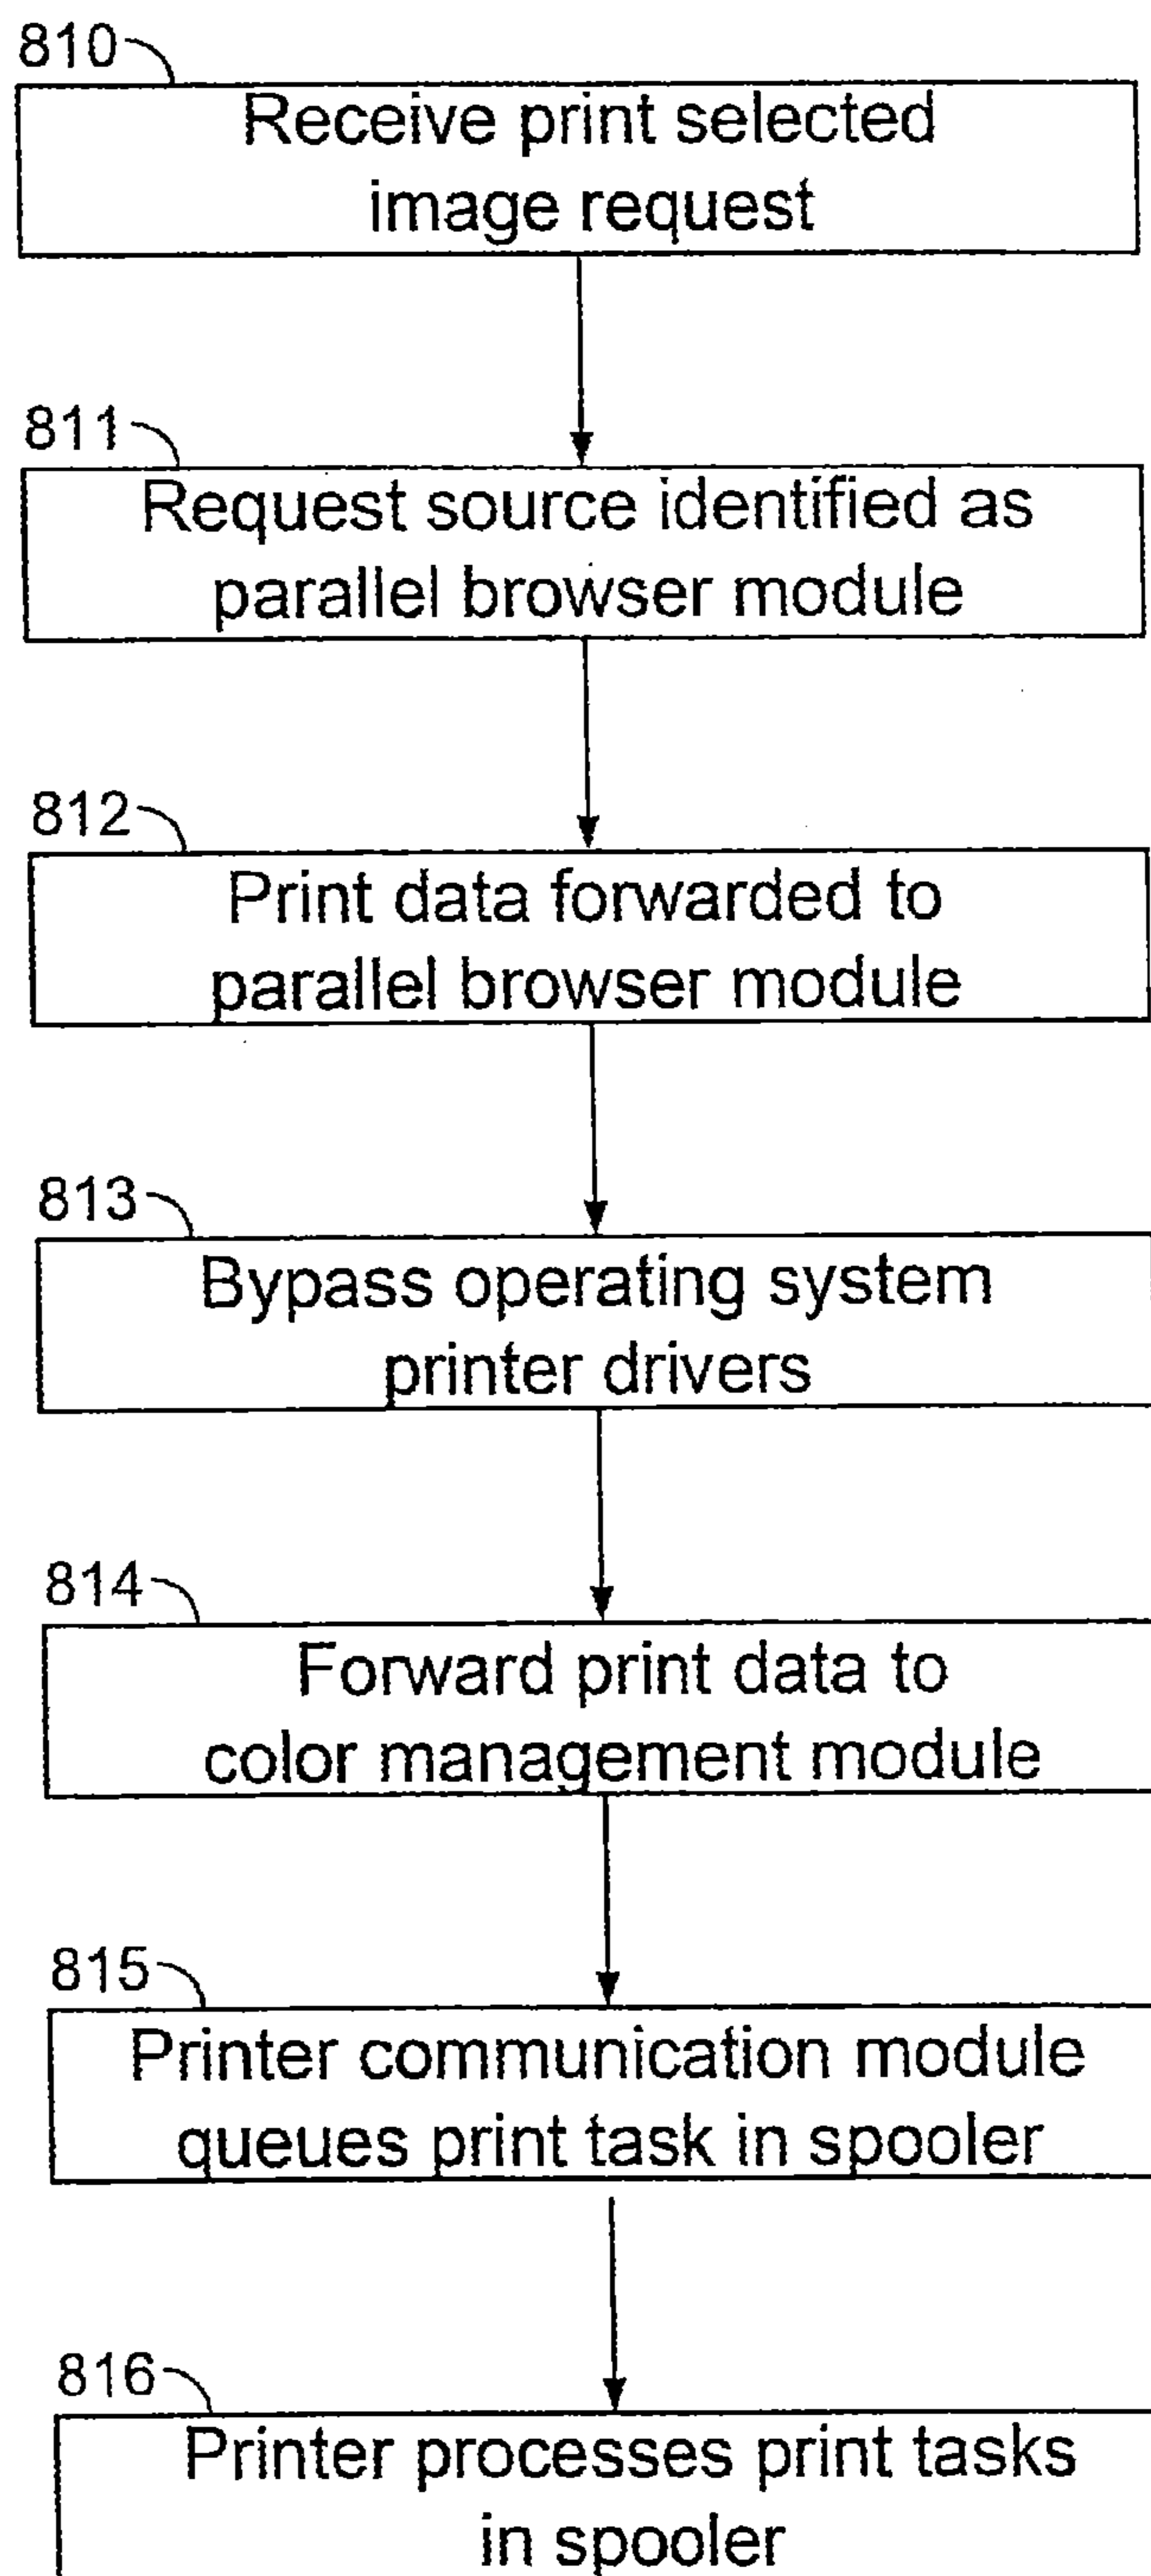 810
Receive print selected
image request
811
Request source identified as
parallel browser module
812
Print data forwarded to
parallel browser module
813
Bypass operating system
printer drivers
814
Forward print data to
color management module
815
Printer communication module
queues print task in spooler
816
Printer processes print tasks
in spooler